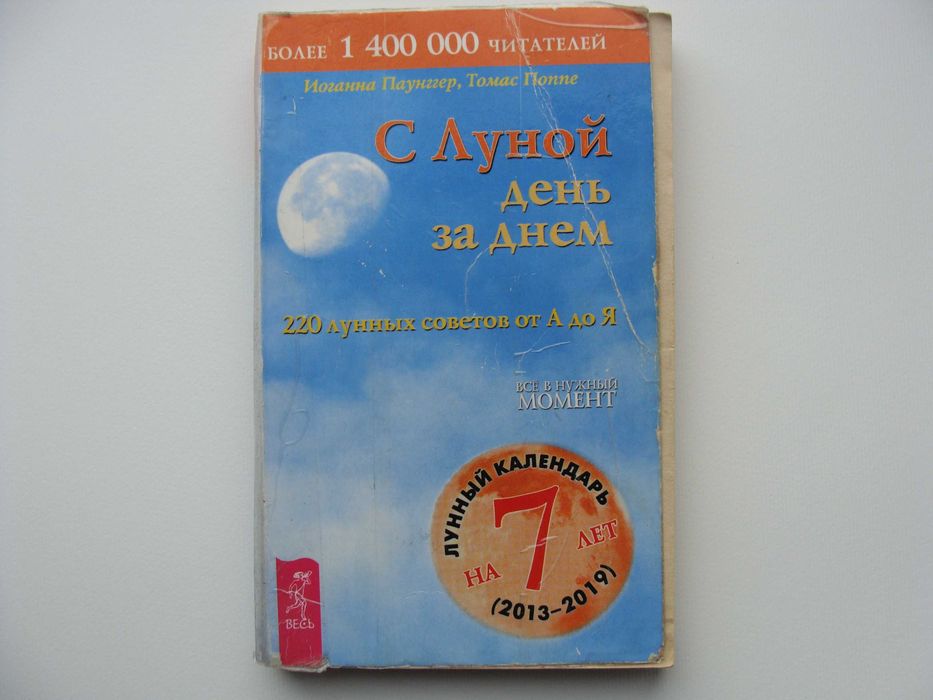 БОЛЕЕ 1 400 000 ЧИТАТЕЛЕЙ
Иоганна Паунггер, Томас Поппе
С Луной
день
за днем
220 лунных советов от А до Я
ВСЁ В НУЖНЫЙ
МОМЕНТ
ЛУННЫЙ КАЛЕНДАРЬ
НА 7 ЛЕТ
(2013–2019)
ВЕСЬ